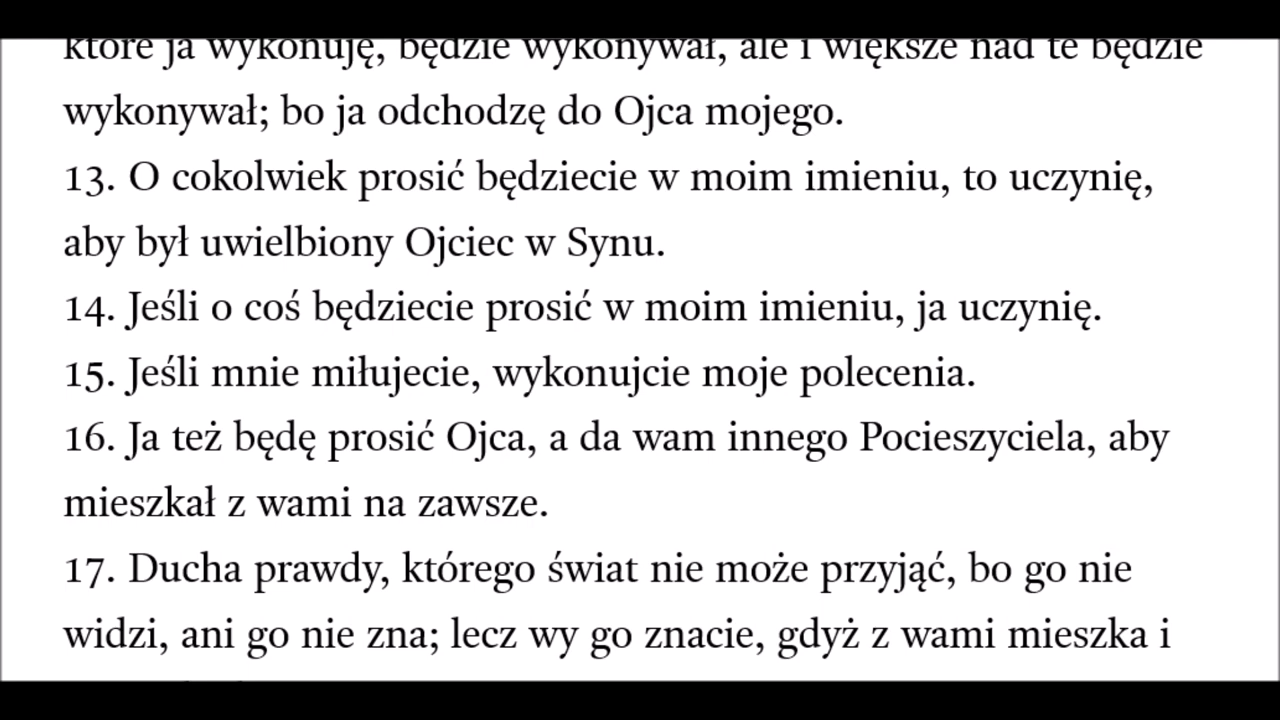 które ja wykonuję, będzie wykonywał, ale i większe nad te będzie
wykonywał; bo ja odchodzę do Ojca mojego.
13. O cokolwiek prosić będziecie w moim imieniu, to uczynię,
aby był uwielbiony Ojciec w Synu.
14. Jeśli o coś będziecie prosić w moim imieniu, ja uczynię.
15. Jeśli mnie miłujecie, wykonujcie moje polecenia.
16. Ja też będę prosić Ojca, a da wam innego Pocieszyciela, aby
mieszkał z wami na zawsze.
17. Ducha prawdy, którego świat nie może przyjąć, bo go nie
widzi, ani go nie zna; lecz wy go znacie, gdyż z wami mieszka i